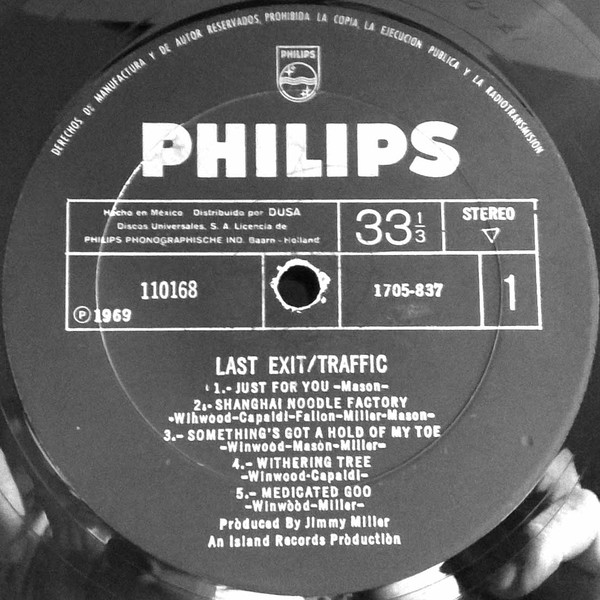 DERECHOS DE MANUFACTURA Y DE AUTOR RESERVADOS, PROHIBIDA LA COPIA, LA EJECUCION PUBLICA Y LA RADIOTRANSMISION
PHILIPS
PHILIPS
Hecho en México Distribuido por DUSA
Discos Universales, S. A. Licencia de
PHILIPS PHONOGRAPHISCHE IND. Baarn - Holland
33 1/3
STEREO
110168
Ⓟ 1969
1705-837
1
LAST EXIT/TRAFFIC
1.- JUST FOR YOU -Mason-
2.- SHANGHAI NOODLE FACTORY
-Winwood-Capaldi-Fallon-Miller-Mason-
3.- SOMETHING'S GOT A HOLD OF MY TOE
-Winwood-Mason-Miller-
4.- WITHERING TREE
-Winwood-Capaldi-
5.- MEDICATED GOO
-Winwood-Miller-
Produced By Jimmy Miller
An Island Records Production